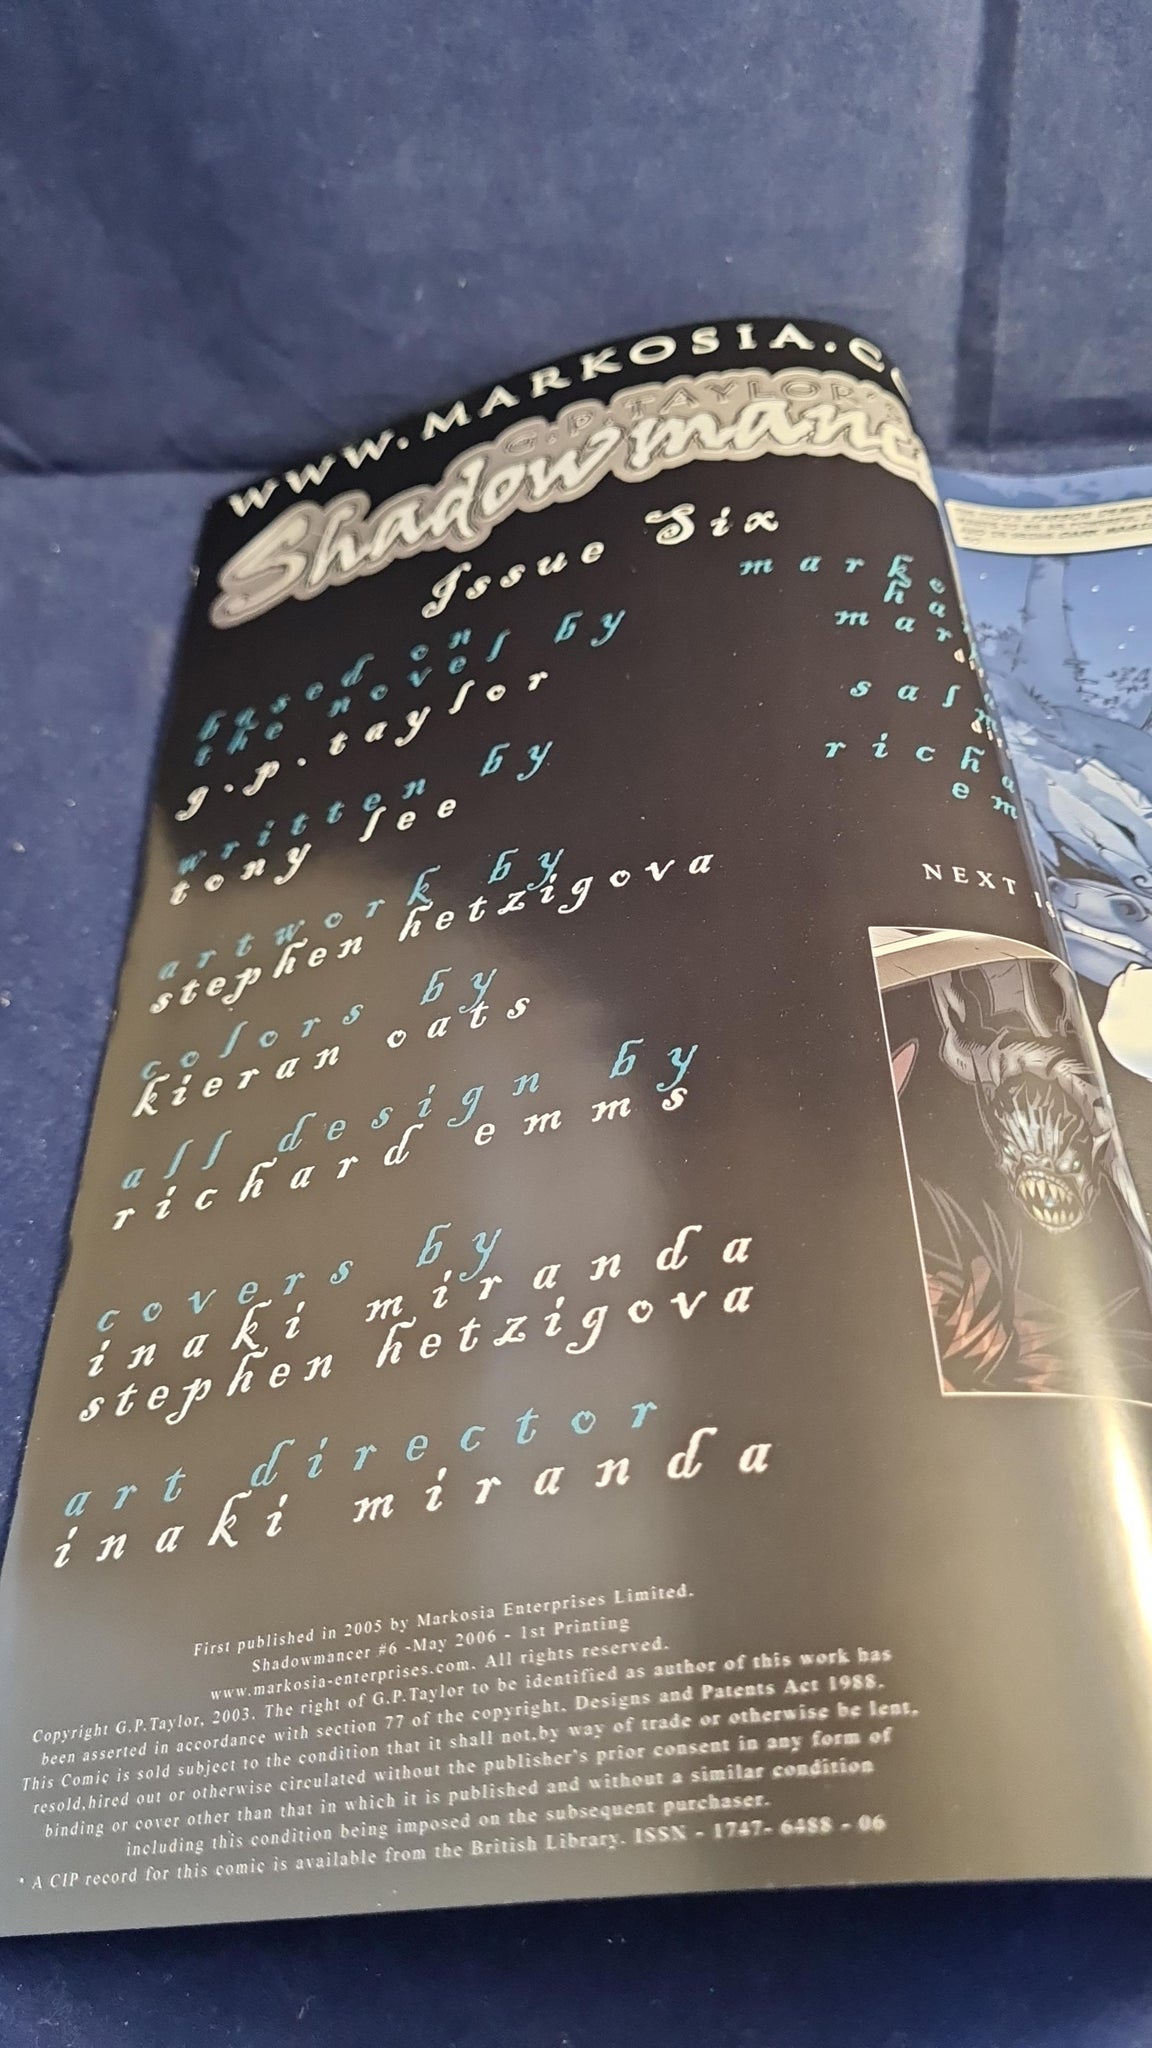 WWW.MARKOSIA.C
G.P.TAYLOR'S
Shadowmanc
Issue Six
based on
the novel by
g.p.taylor
written by
tony lee
artwork by
stephen hetzigova
colors by
kieran oats
all design by
richard emms
covers by
inaki miranda
stephen hetzigova
art director
inaki miranda
marko
ha
mar
di
sal
di
richa
em
NEXT
First published in 2005 by Markosia Enterprises Limited.
Shadowmancer #6 -May 2006 - 1st Printing
www.markosia-enterprises.com. All rights reserved.
Copyright G.P.Taylor, 2003. The right of G.P.Taylor to be identified as author of this work has
been asserted in accordance with section 77 of the copyright, Designs and Patents Act 1988.
This Comic is sold subject to the condition that it shall not,by way of trade or otherwise be lent,
resold,hired out or otherwise circulated without the publisher's prior consent in any form of
binding or cover other than that in which it is published and without a similar condition
including this condition being imposed on the subsequent purchaser.
* A CIP record for this comic is available from the British Library. ISSN - 1747- 6488 - 06